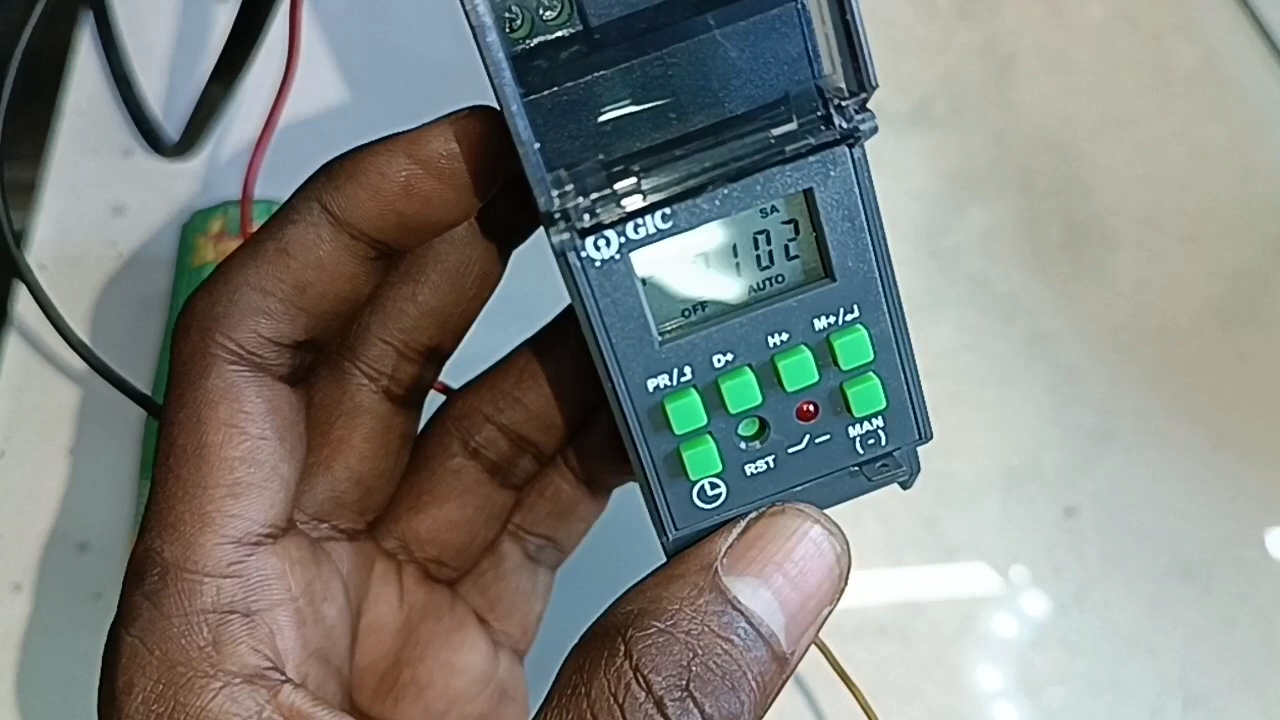 GIC
SA
102
OFF AUTO
PR/ D+ H+ M+/
RST MAN
(-)